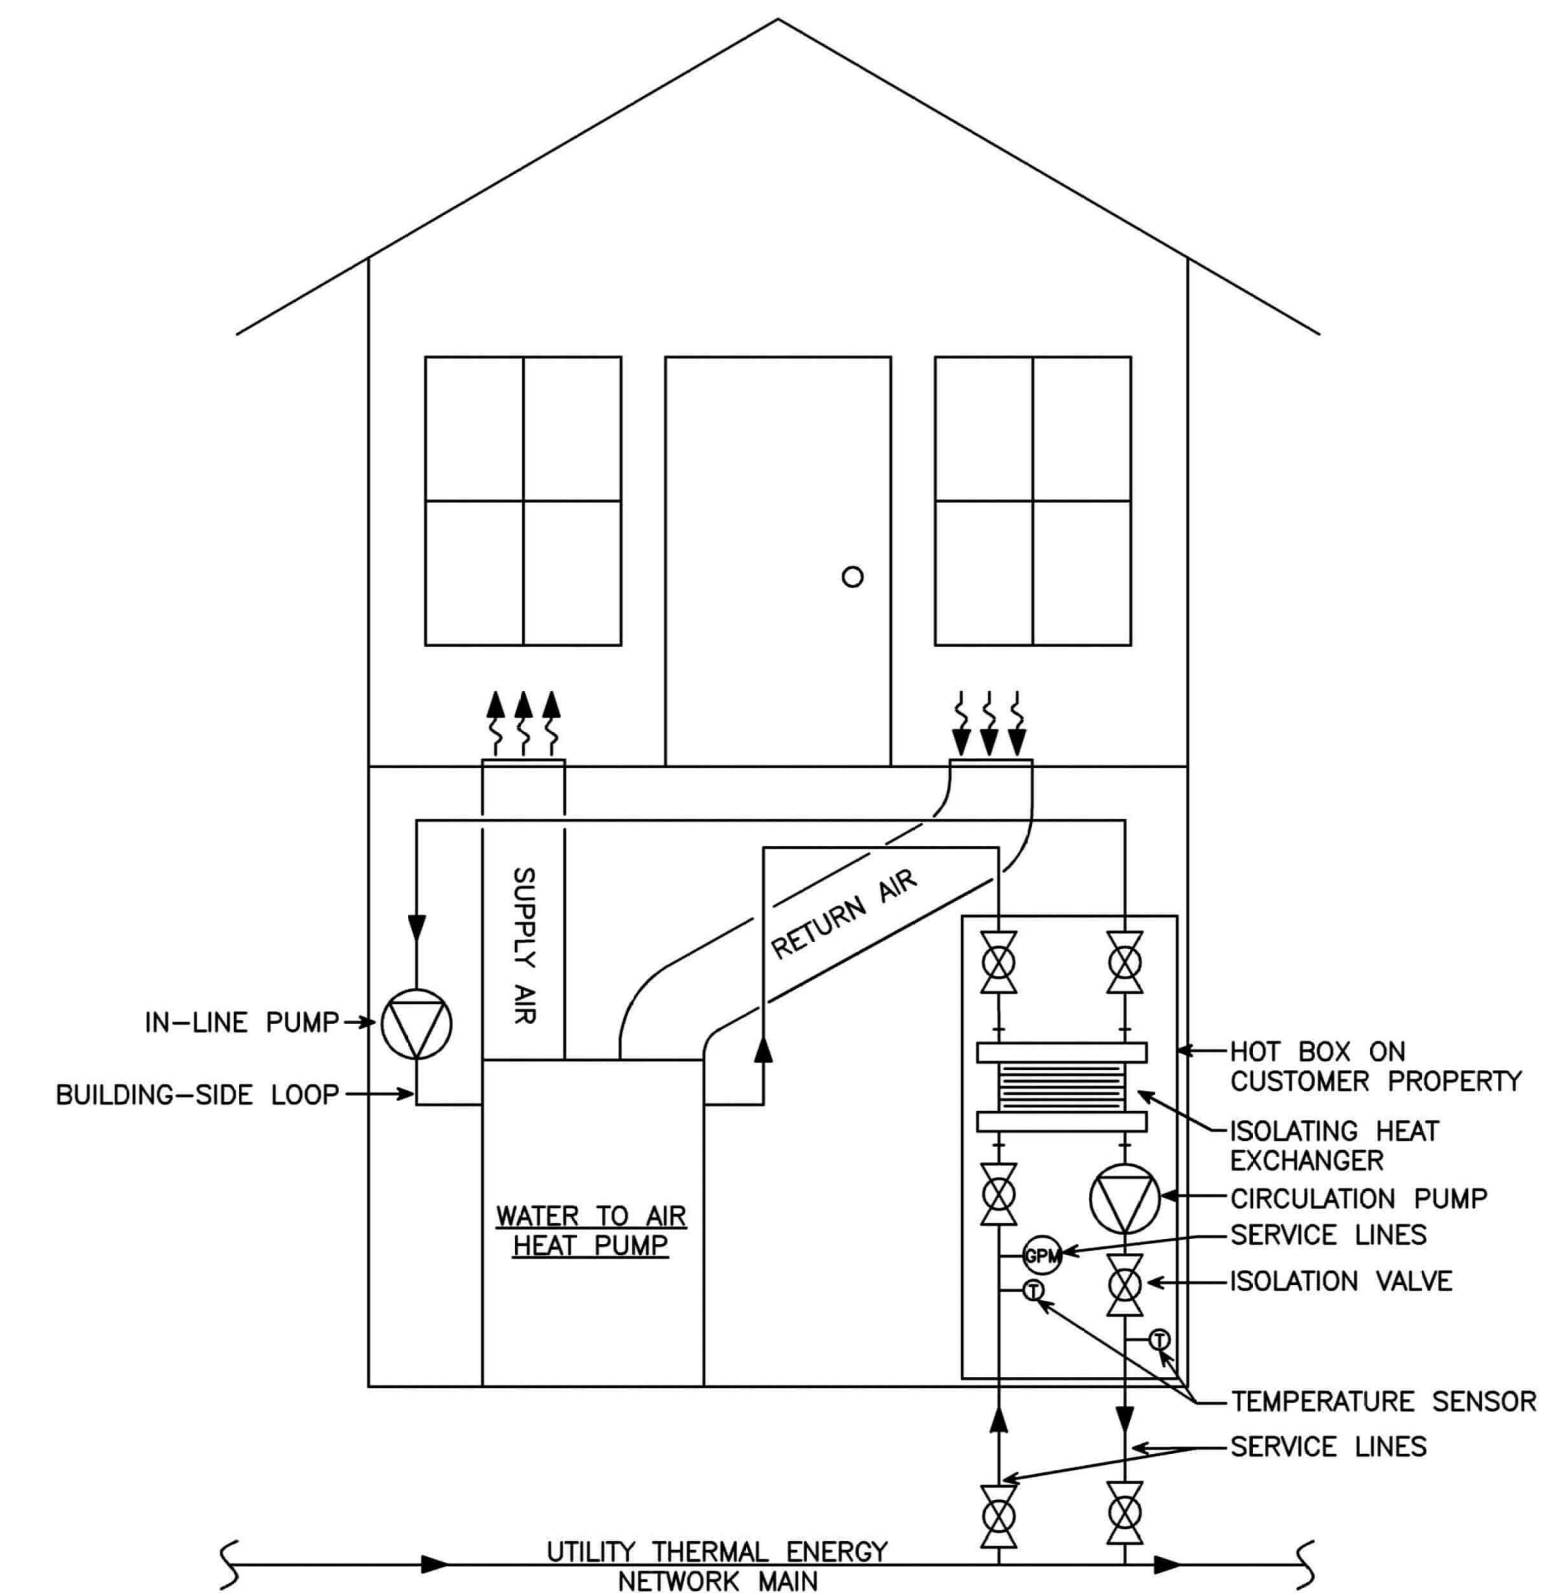 SUPPLY AIR
RETURN AIR
IN-LINE PUMP
BUILDING-SIDE LOOP
HOT BOX ON
CUSTOMER PROPERTY
ISOLATING HEAT
EXCHANGER
CIRCULATION PUMP
WATER TO AIR
HEAT PUMP
SERVICE LINES
GPM
ISOLATION VALVE
T
T
TEMPERATURE SENSOR
SERVICE LINES
UTILITY THERMAL ENERGY
NETWORK MAIN